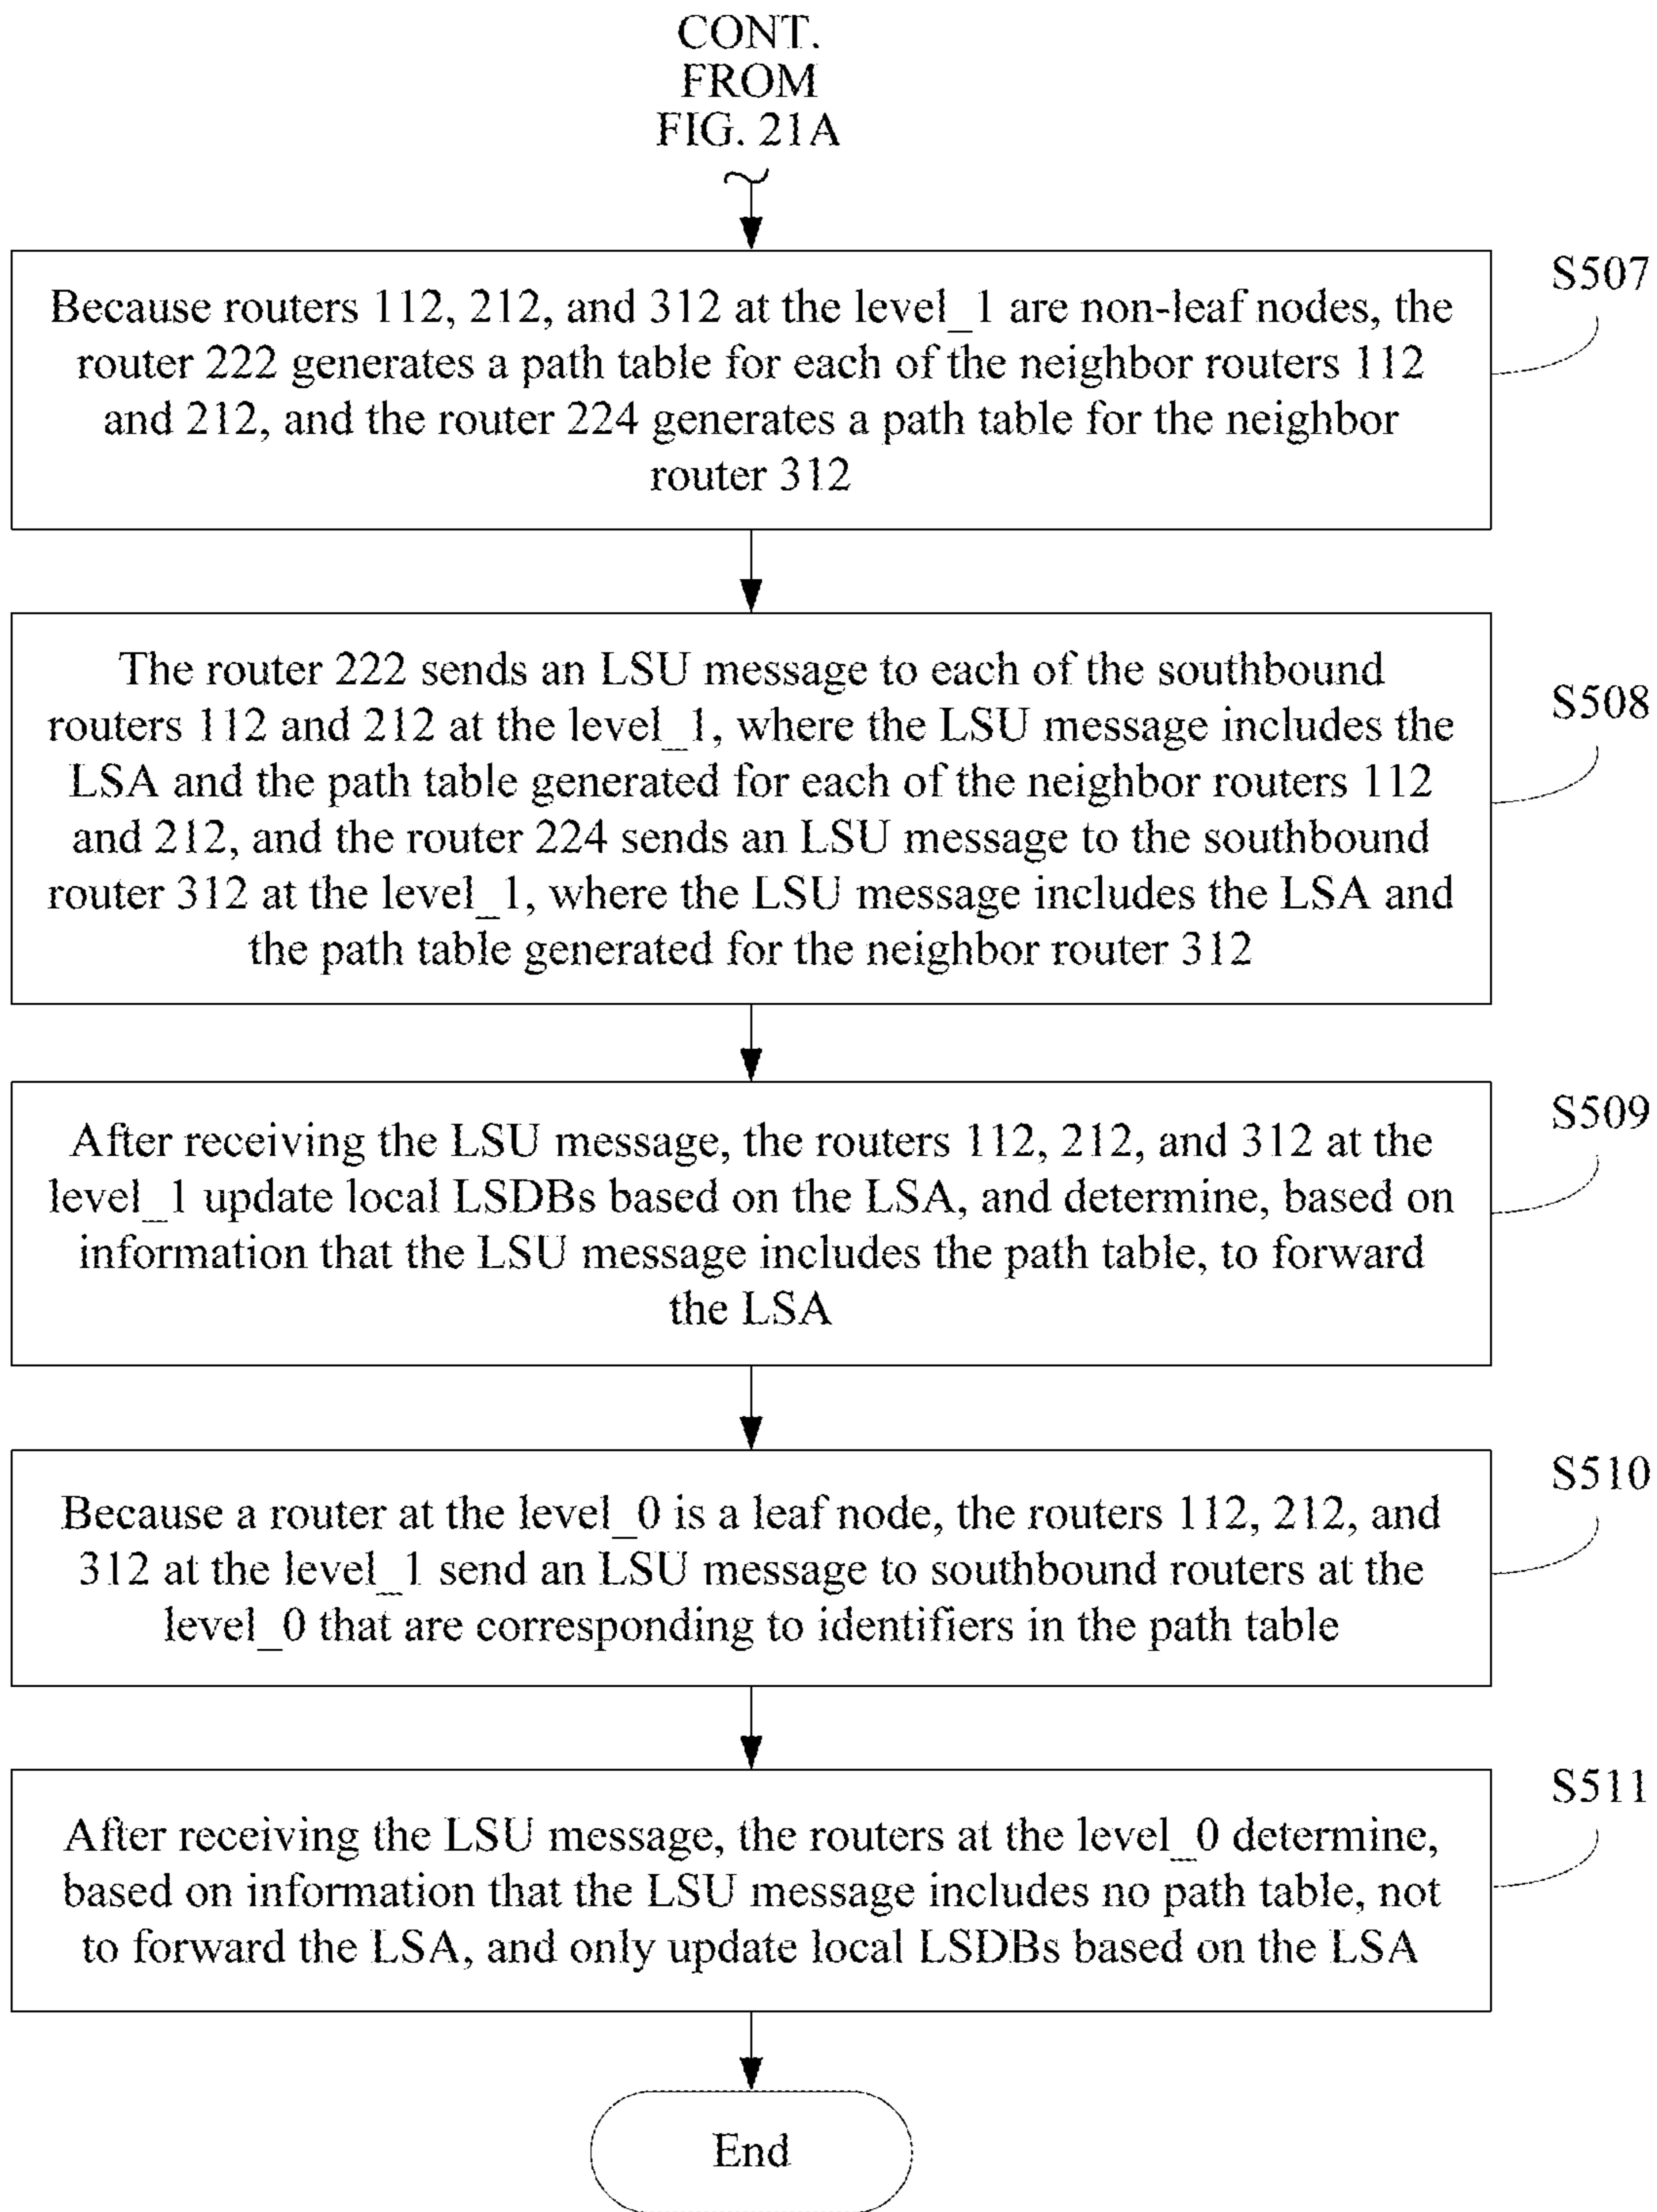 CONT.
FROM
FIG. 21A
S507
Because routers 112, 212, and 312 at the level_1 are non-leaf nodes, the
router 222 generates a path table for each of the neighbor routers 112
and 212, and the router 224 generates a path table for the neighbor
router 312
S508
The router 222 sends an LSU message to each of the southbound
routers 112 and 212 at the level_1, where the LSU message includes the
LSA and the path table generated for each of the neighbor routers 112
and 212, and the router 224 sends an LSU message to the southbound
router 312 at the level_1, where the LSU message includes the LSA and
the path table generated for the neighbor router 312
S509
After receiving the LSU message, the routers 112, 212, and 312 at the
level_1 update local LSDBs based on the LSA, and determine, based on
information that the LSU message includes the path table, to forward
the LSA
S510
Because a router at the level_0 is a leaf node, the routers 112, 212, and
312 at the level_1 send an LSU message to southbound routers at the
level_0 that are corresponding to identifiers in the path table
S511
After receiving the LSU message, the routers at the level_0 determine,
based on information that the LSU message includes no path table, not
to forward the LSA, and only update local LSDBs based on the LSA
End